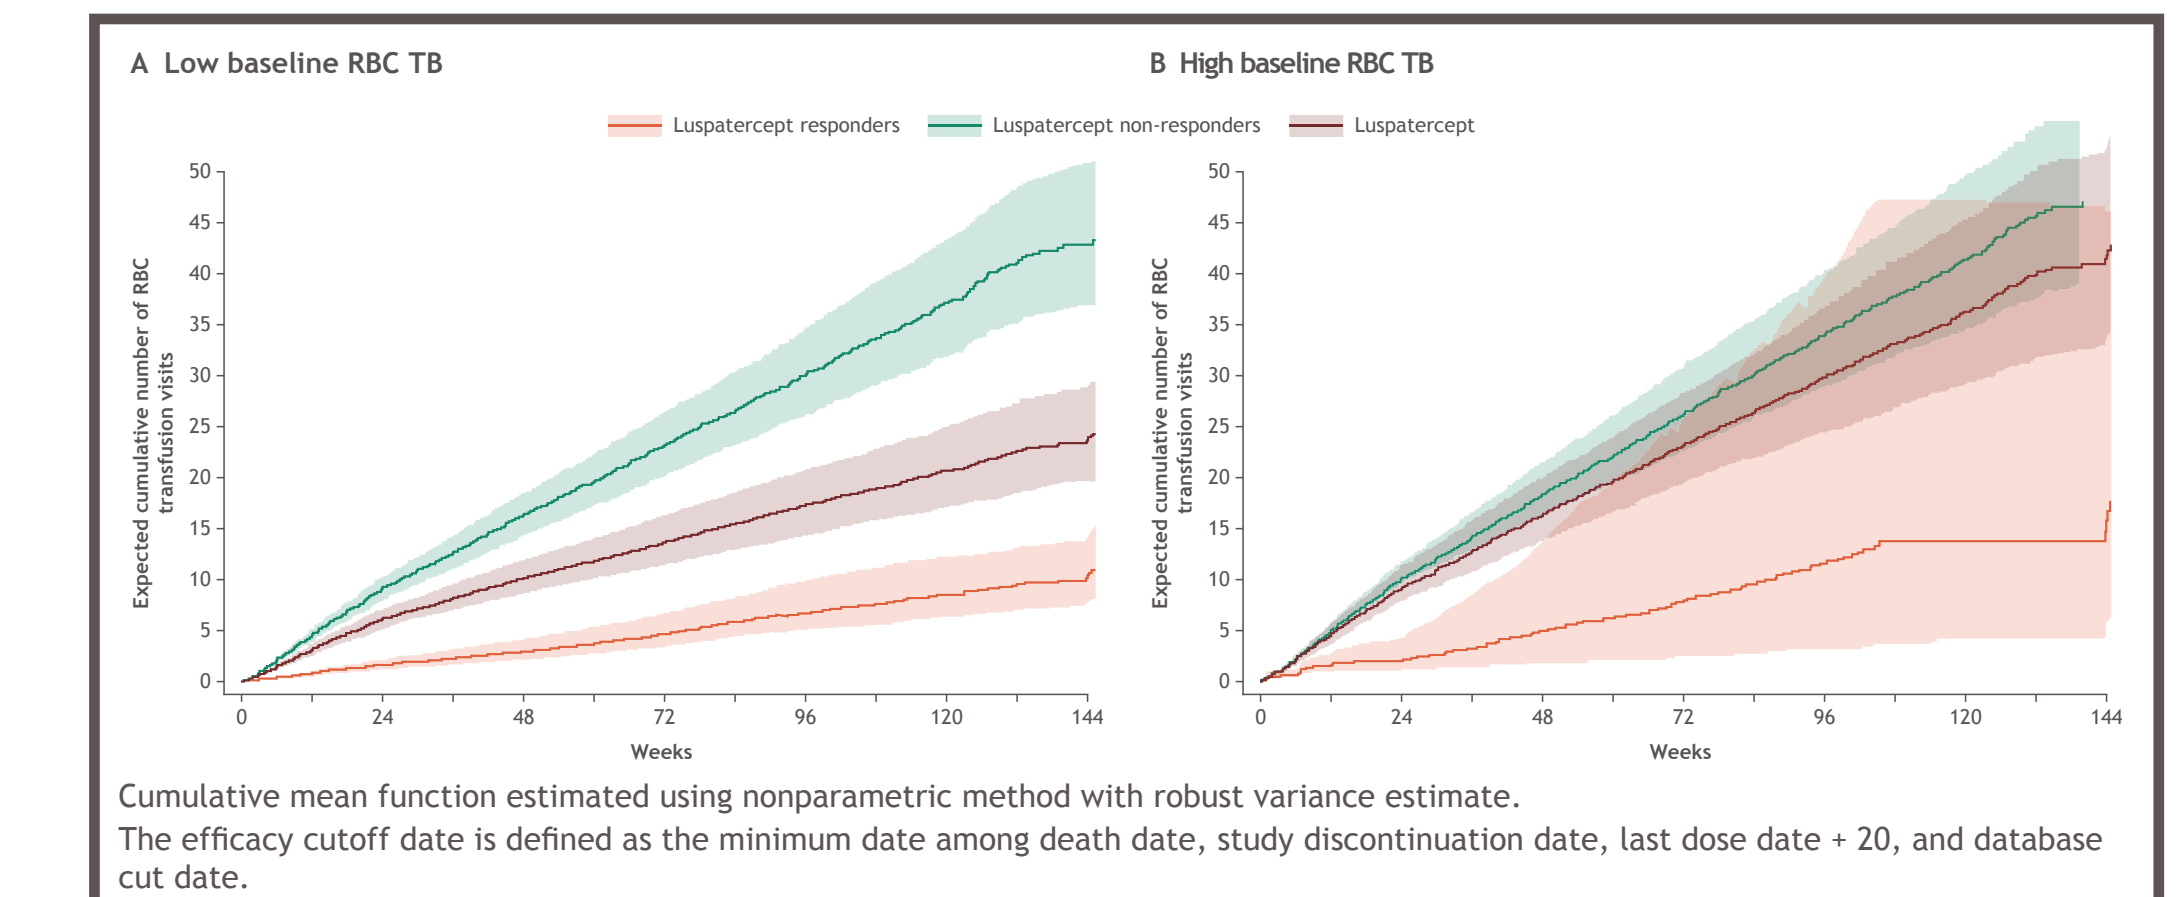 A Low baseline RBC TB
B High baseline RBC TB
Luspatercept responders
Luspatercept non-responders
Luspatercept
Expected cumulative number of RBC
transfusion visits
50
45
40
35
30
25
20
15
10
5
0
0 24 48 72 96 120 144
Weeks
Expected cumulative number of RBC
transfusion visits
50
45
40
35
30
25
20
15
10
5
0
0 24 48 72 96 120 144
Weeks
Cumulative mean function estimated using nonparametric method with robust variance estimate.
The efficacy cutoff date is defined as the minimum date among death date, study discontinuation date, last dose date + 20, and database
cut date.